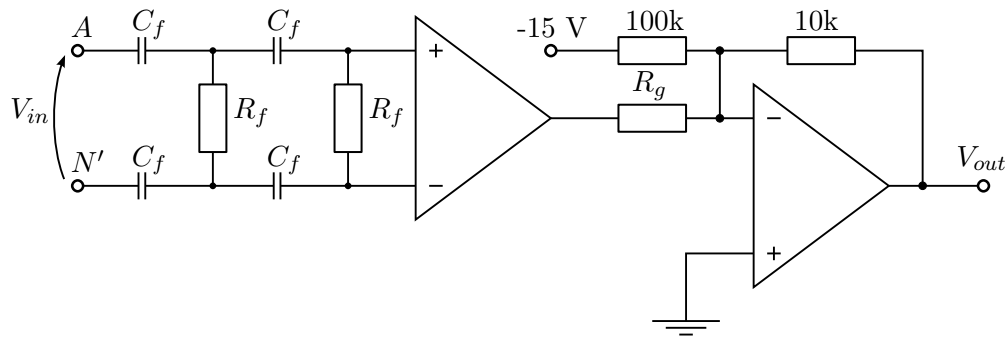 A
C_f
C_f
-15 V
100k
10k
+
V_in
R_f
R_f
R_g
−
N'
C_f
C_f
−
V_out
+